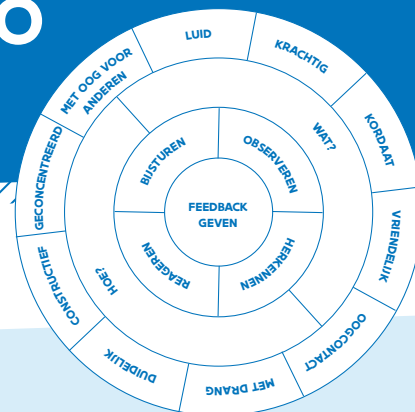 O
LUID
KRACHTIG
KORDAAT
VRIENDELIJK
OOGCONTACT
MET DRANG
DUIDELIJK
CONSTRUCTIEF
GECONCENTREERD
MET OOG VOOR
ANDEREN
WAT?
HOE?
OBSERVEREN
HERKENNEN
REAGEREN
BIJSTUREN
FEEDBACK
GEVEN